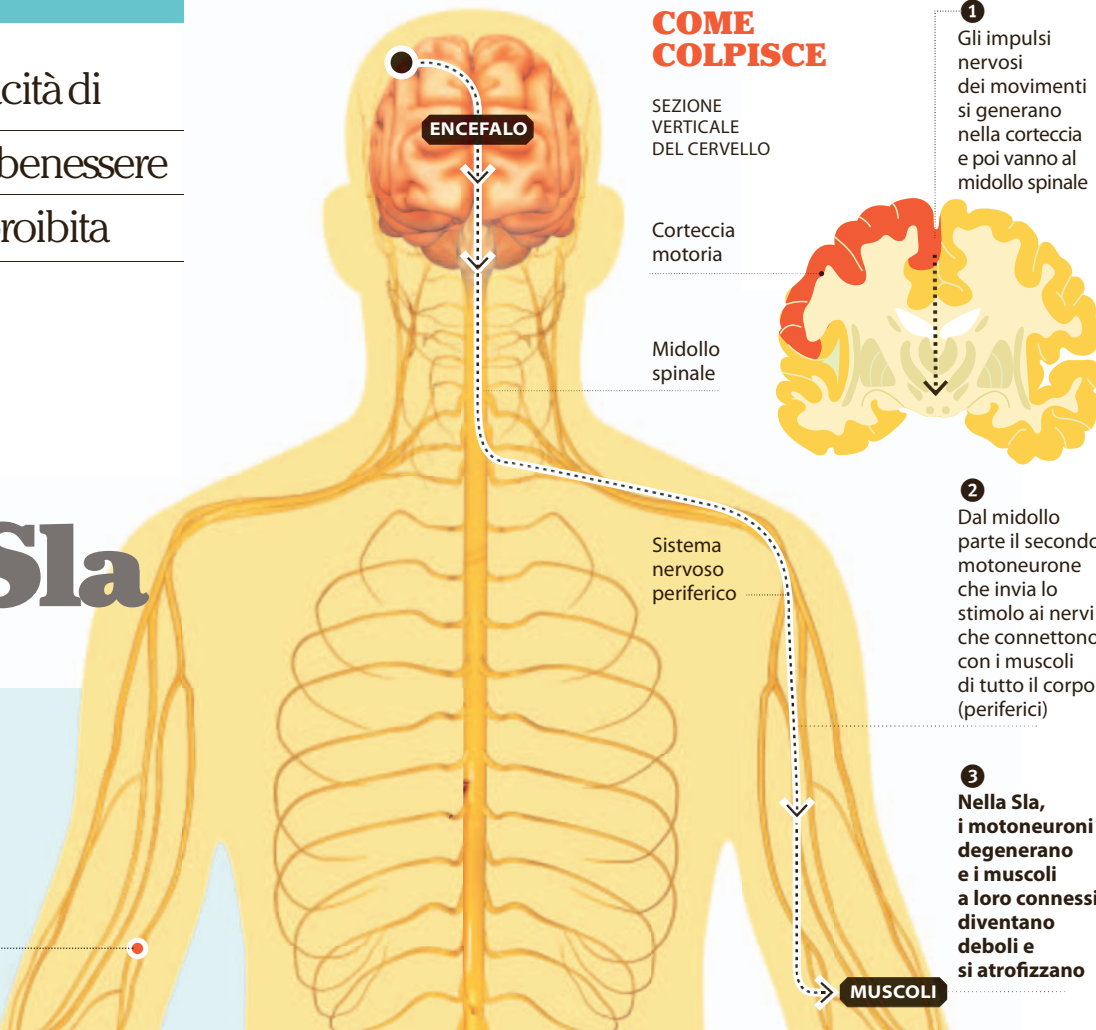 cità di
benessere
roibita
Sla
COME
COLPISCE
SEZIONE
VERTICALE
DEL CERVELLO
ENCEFALO
Corteccia
motoria
Midollo
spinale
Sistema
nervoso
periferico
1
Gli impulsi
nervosi
dei movimenti
si generano
nella corteccia
e poi vanno al
midollo spinale
2
Dal midollo
parte il secondo
motoneurone
che invia lo
stimolo ai nervi
che connettono
con i muscoli
di tutto il corpo
(periferici)
3
Nella Sla,
i motoneuroni
degenerano
e i muscoli
a loro connessi
diventano
deboli e
si atrofizzano
MUSCOLI